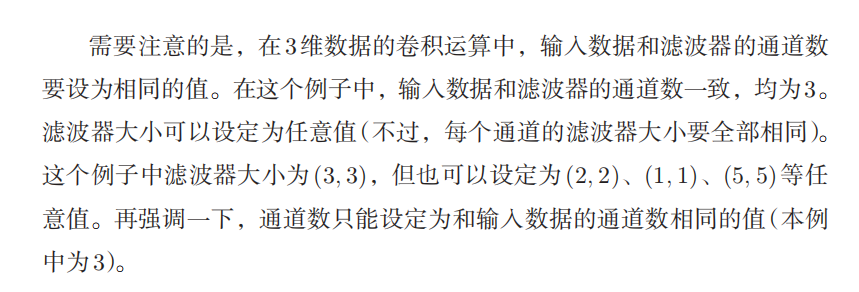 需要注意的是，在3维数据的卷积运算中，输入数据和滤波器的通道数
要设为相同的值。在这个例子中，输入数据和滤波器的通道数一致，均为3。
滤波器大小可以设定为任意值（不过，每个通道的滤波器大小要全部相同）。
这个例子中滤波器大小为(3, 3)，但也可以设定为(2, 2)、(1, 1)、(5, 5)等任
意值。再强调一下，通道数只能设定为和输入数据的通道数相同的值（本例
中为3）。